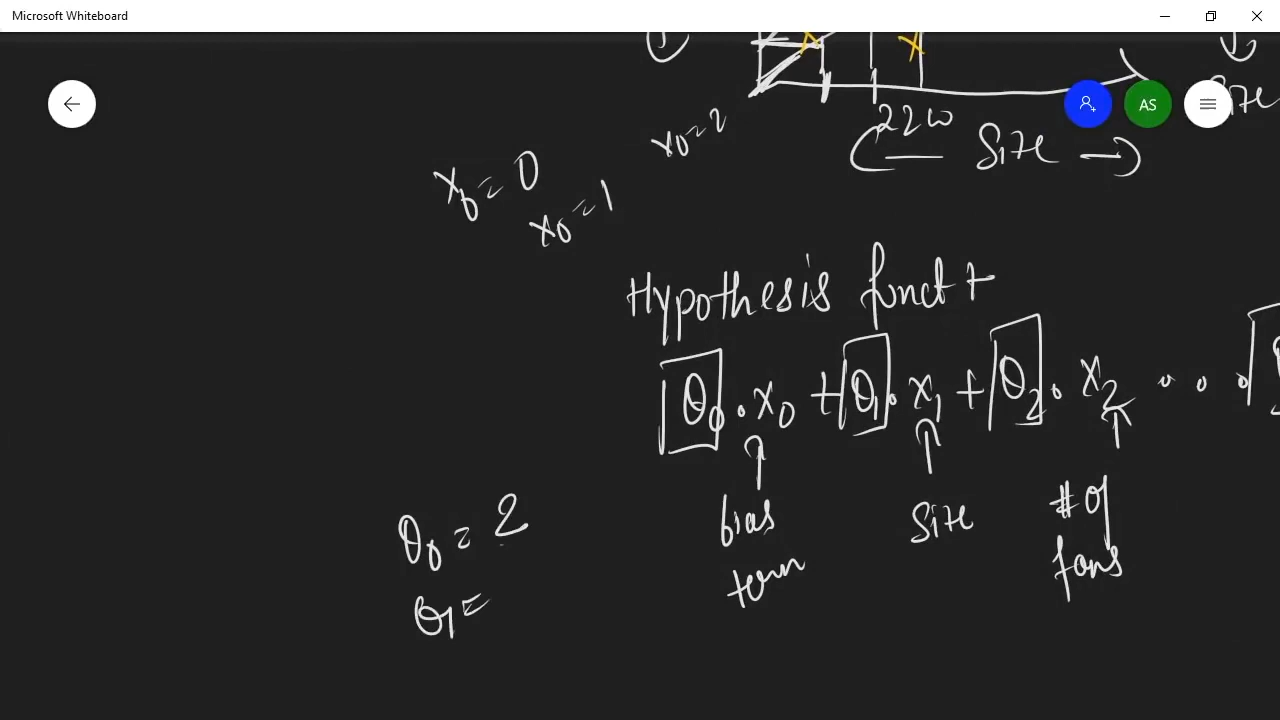 Microsoft Whiteboard
AS
Size
22w
Size
x0=2
x0=0
x0=1
Hypothesis funct
θ0.x0+θ1.x1+θ2.x2...
bias term
Size
# of fans
θ0=2
θ1=